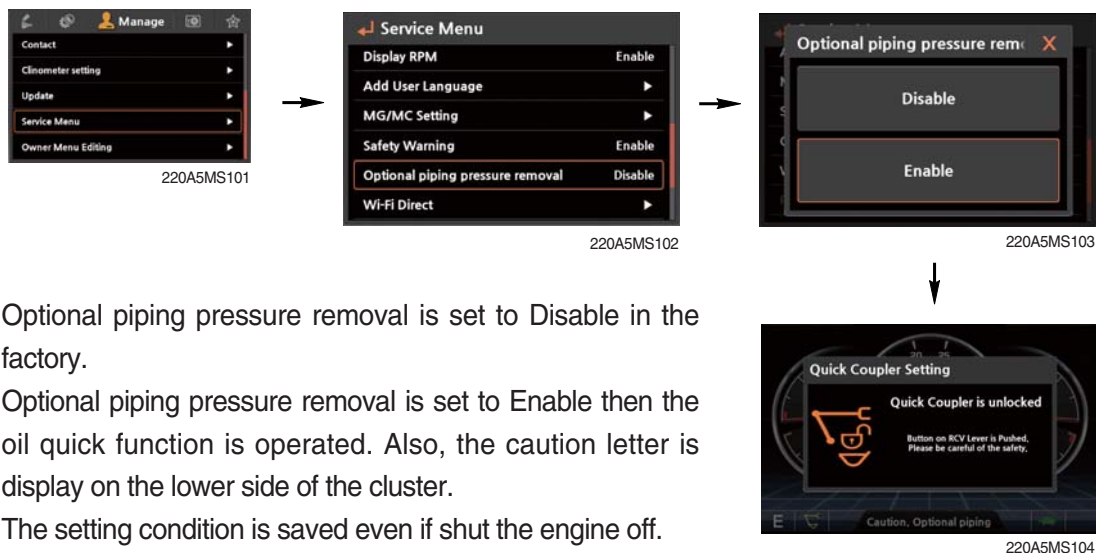 Manage
Contact
Clinometer setting
Update
Service Menu
Owner Menu Editing
220A5MS101
Service Menu
Display RPM Enable
Add User Language
MG/MC Setting
Safety Warning Enable
Optional piping pressure removal Disable
Wi-Fi Direct
220A5MS102
Optional piping pressure rem
X
Disable
Enable
220A5MS103
Optional piping pressure removal is set to Disable in the
factory.
Optional piping pressure removal is set to Enable then the
oil quick function is operated. Also, the caution letter is
display on the lower side of the cluster.
The setting condition is saved even if shut the engine off.
20 25
Quick Coupler Setting
Quick Coupler is unlocked
Button on RCV Lever is Pushed,
Please be careful of the safety.
E
Caution, Optional piping
220A5MS104